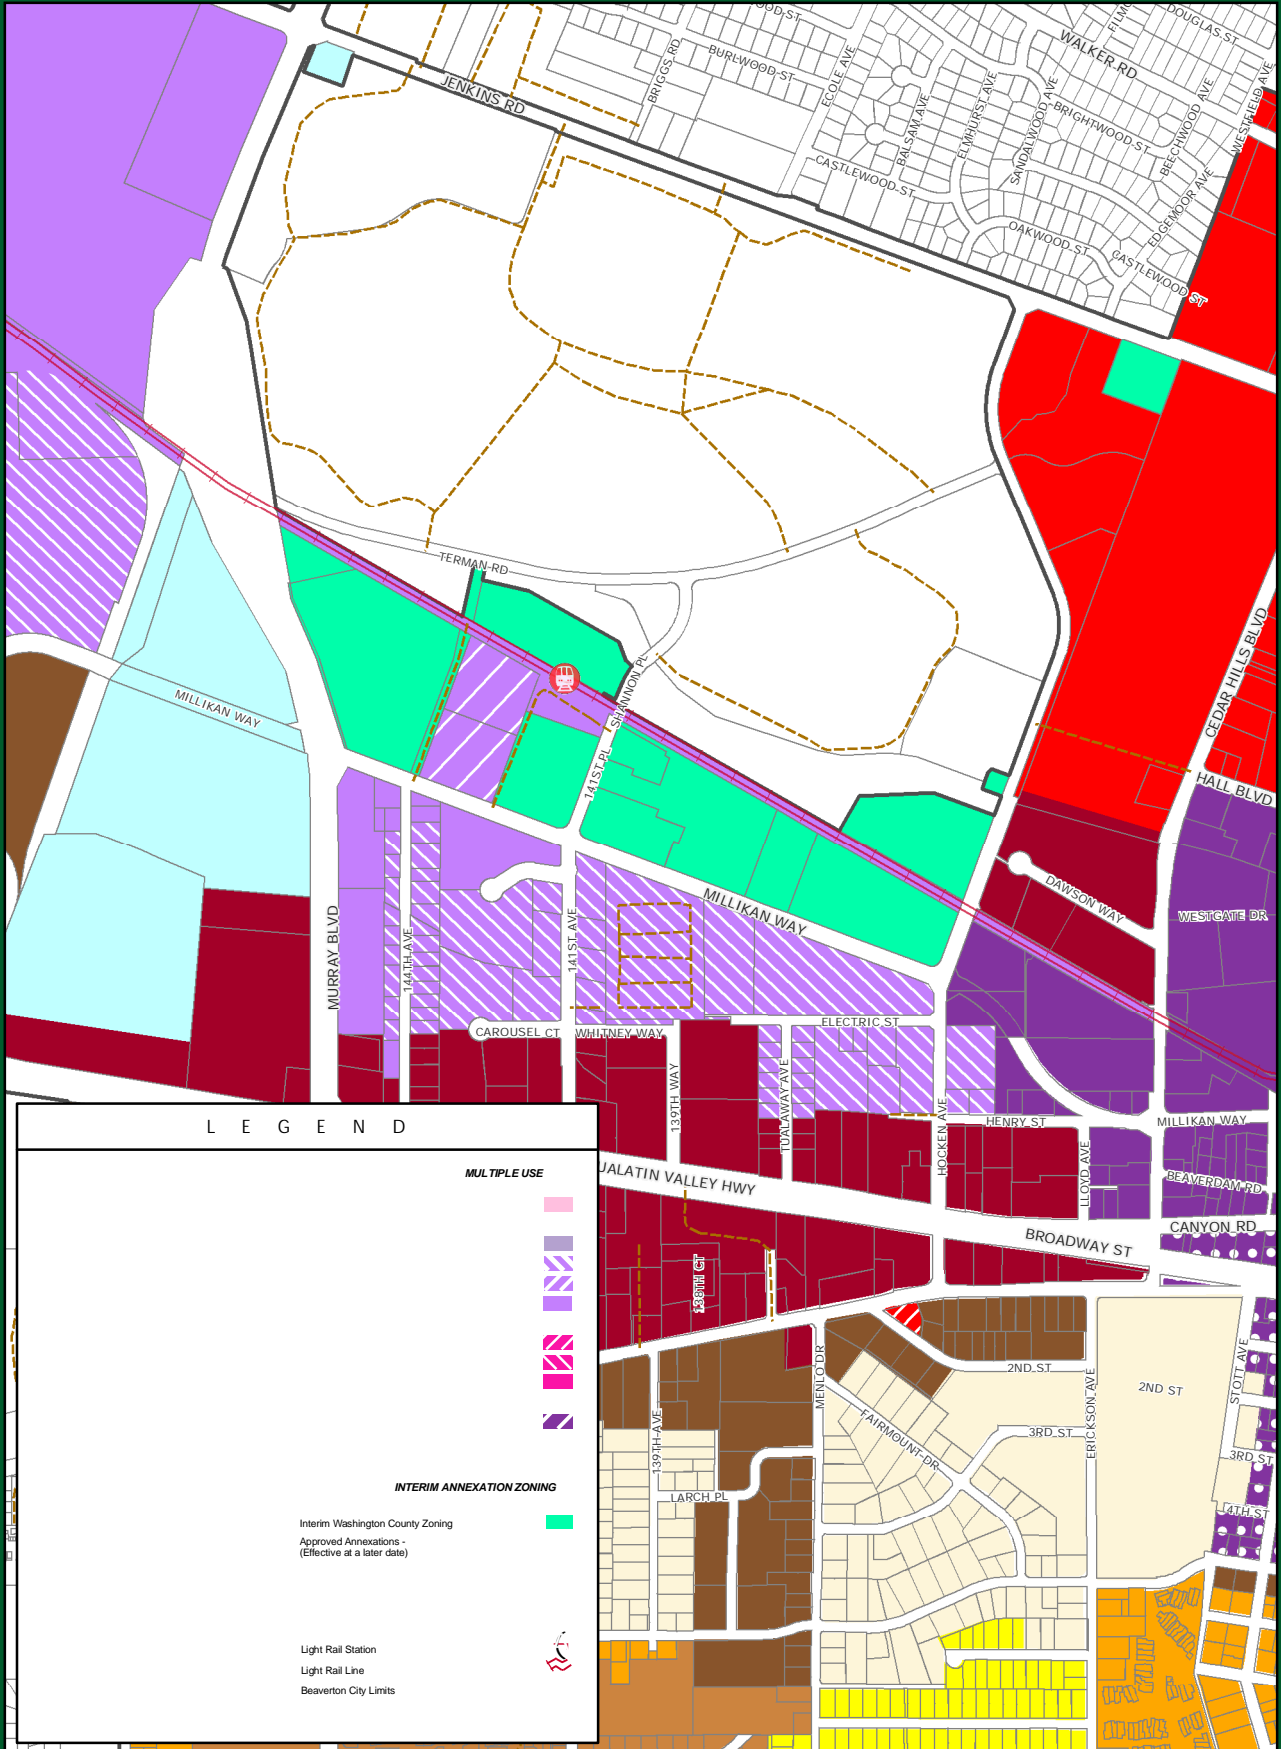 WOOD ST
DOUGLAS ST
FILM
WALKER RD
BRIGGS RD
BURLWOOD ST
ECOLE AVE
JENKINS RD
BALSAM AVE
ELMHURST AVE
SANDALWOOD AVE
BRIGHTWOOD ST
BEECHWOOD AVE
WESTFIELD AVE
CASTLEWOOD ST
EDGEMOOR AVE
OAKWOOD ST
CASTLEWOOD ST
TERMAN RD
CEDAR HILLS BLVD
SHANNON PL
MILLIKAN WAY
141ST PL
HALL BLVD
DAWSON WAY
MILLIKAN WAY
WESTGATE DR
MURRAY BLVD
144TH AVE
141ST AVE
CAROUSEL CT
WHITNEY WAY
ELECTRIC ST
139TH WAY
TUALAWAY AVE
HOCKEN AVE
HENRY ST
MILLIKAN WAY
LLOYD AVE
BEAVERDAM RD
UALATIN VALLEY HWY
CANYON RD
BROADWAY ST
138TH CT
MENLO DR
2ND ST
ERICKSON AVE
2ND ST
STOTT AVE
139TH AVE
FAIRMOUNT DR
3RD ST
3RD ST
LARCH PL
4TH ST
LEGEND
MULTIPLE USE
INTERIM ANNEXATION ZONING
Interim Washington County Zoning
Approved Annexations -
(Effective at a later date)
Light Rail Station
Light Rail Line
Beaverton City Limits